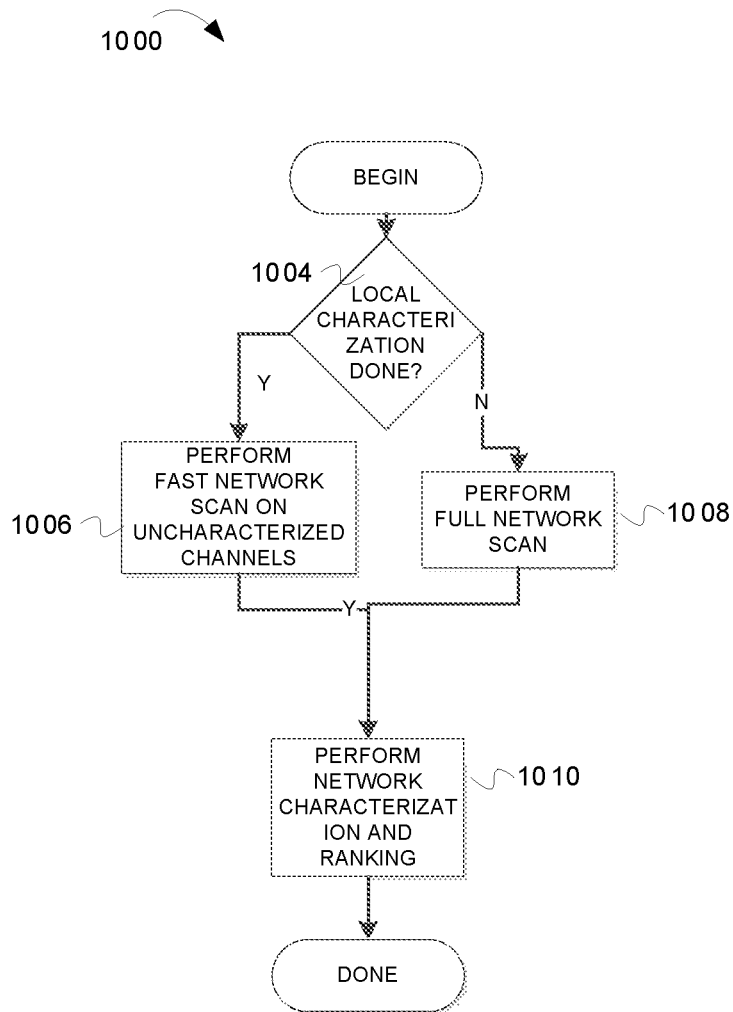 1000
BEGIN
1004
LOCAL
CHARACTERI
ZATION
DONE?
Y
N
PERFORM
FAST NETWORK
SCAN ON
UNCHARACTERIZED
CHANNELS
1006
PERFORM
FULL NETWORK
SCAN
1008
Y
PERFORM
NETWORK
CHARACTERIZAT
ION AND
RANKING
1010
DONE